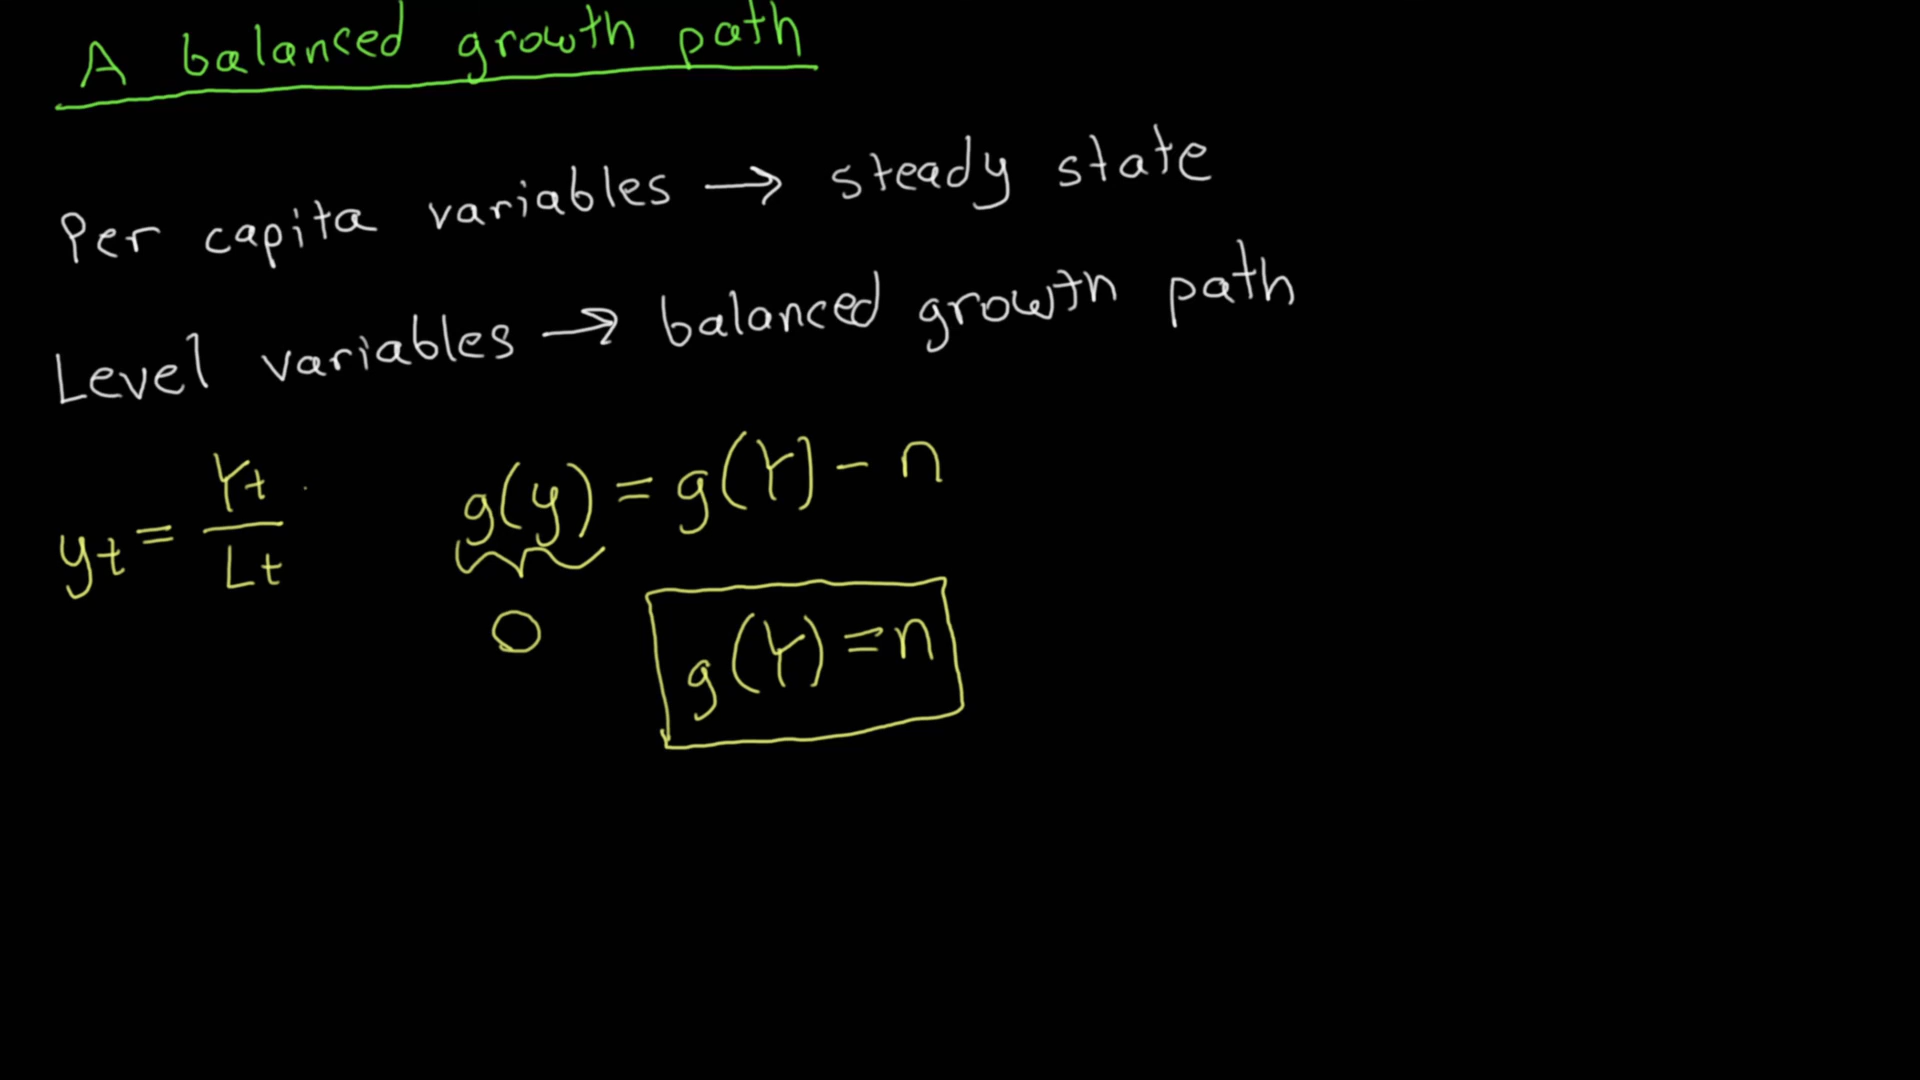 A balanced growth path
Per capita variables → steady state
Level variables → balanced growth path
yt = Yt / Lt
g(y) = g(Y) - n
0
g(Y) = n